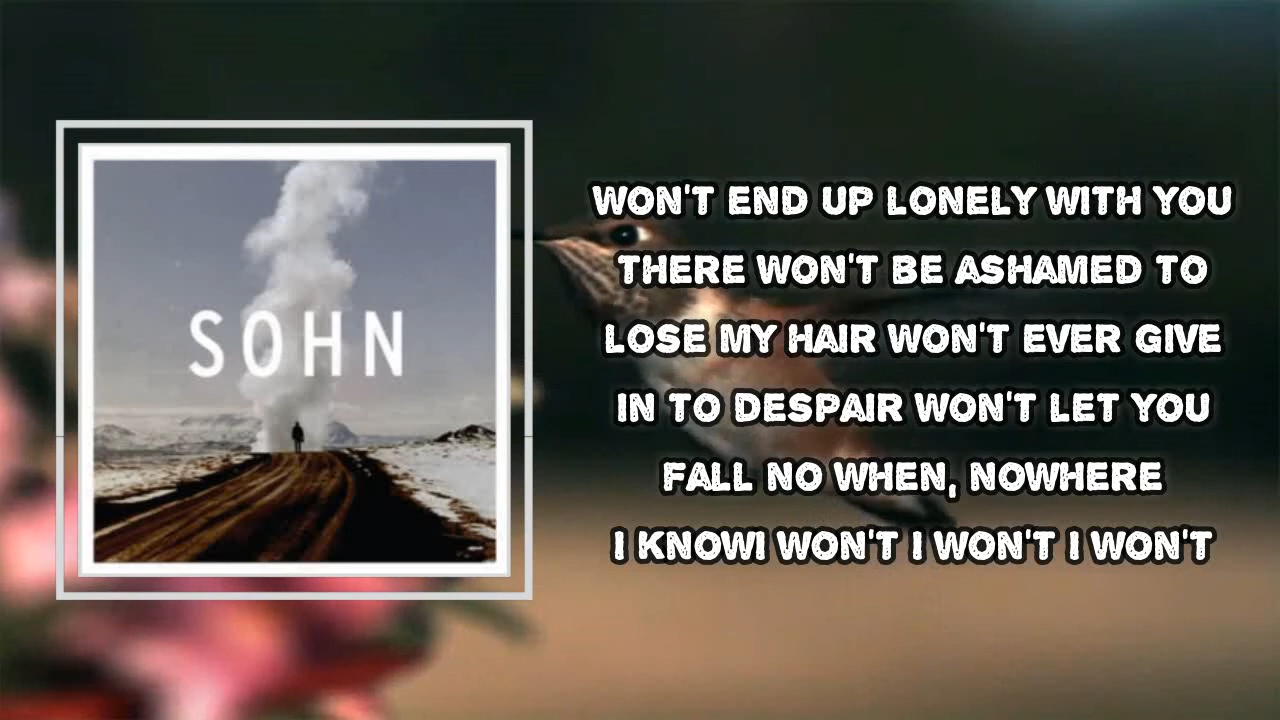 SOHN
WON'T END UP LONELY WITH YOU
THERE WON'T BE ASHAMED TO
LOSE MY HAIR WON'T EVER GIVE
IN TO DESPAIR WON'T LET YOU
FALL NO WHEN, NOWHERE
I KNOWI WON'T I WON'T I WON'T